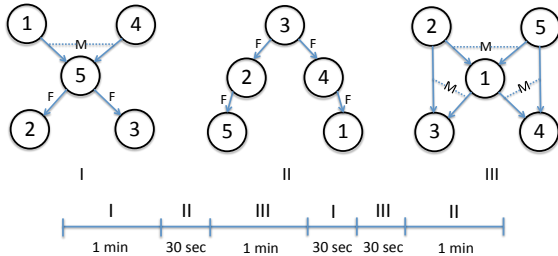 1 4 3 2 5
M M
5 F F 1
F F 2 4 M M
F F
2 3 5 1 3 4
I II III
I II III I III II
1 min 30 sec 1 min 30 sec 30 sec 1 min